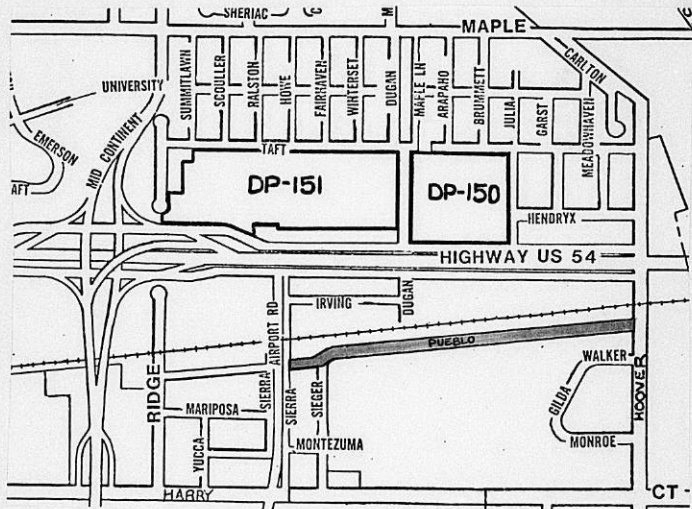 SHERIAC
C
M
C
MAPLE
CARLTON
UNIVERSITY
SUMMITLAWN
SCOULLER
RALSTON
HOWE
FAIRHAVEN
WINTERSET
DUGAN
MAPLE LN
ARAPAHO
BRUMMETT
JULIA
GARST
MEADOWHAVEN
EMERSON
MID CONTINENT
AFT
TAFT
DP-151
DP-150
HENDRYX
HIGHWAY US 54
IRVING
DUGAN
AIRPORT RD
PUEBLO
WALKER
GILDA
HOOVER
RIDGE
SIERRA
SIERRA
SIEGER
MARIPOSA
YUCCA
MONTEZUMA
MONROE
HARRY
CT -